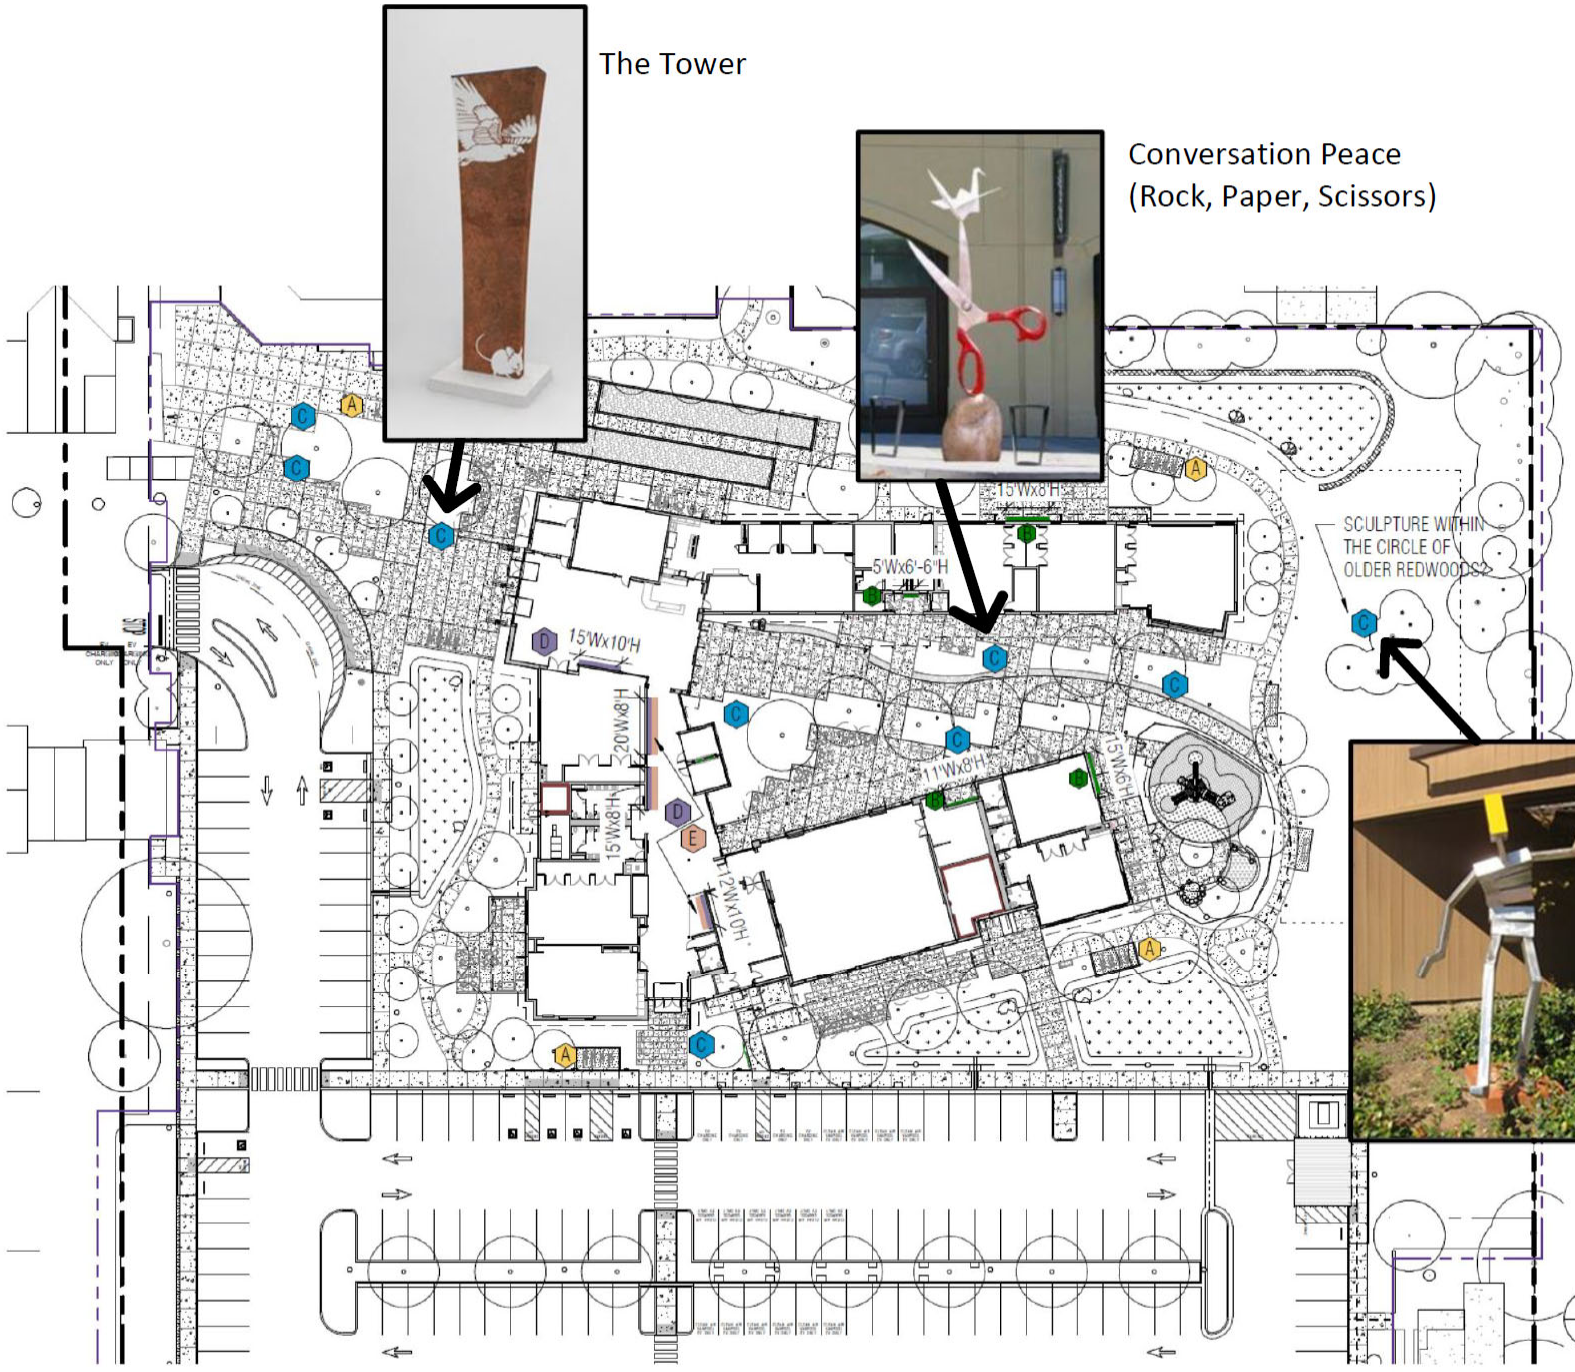 The Tower
Conversation Peace
(Rock, Paper, Scissors)
A
C
C
C
15'Wx8'H
A
B
SCULPTURE WITHIN
THE CIRCLE OF
OLDER REDWOODS?
5'Wx6'-6"H
B
C
D
15'Wx10'H
C
C
20'Wx8'H
C
C
11'Wx8'H
15'Wx6'H
B
B
D
E
15'Wx8'H
12'Wx10'H
A
A
C